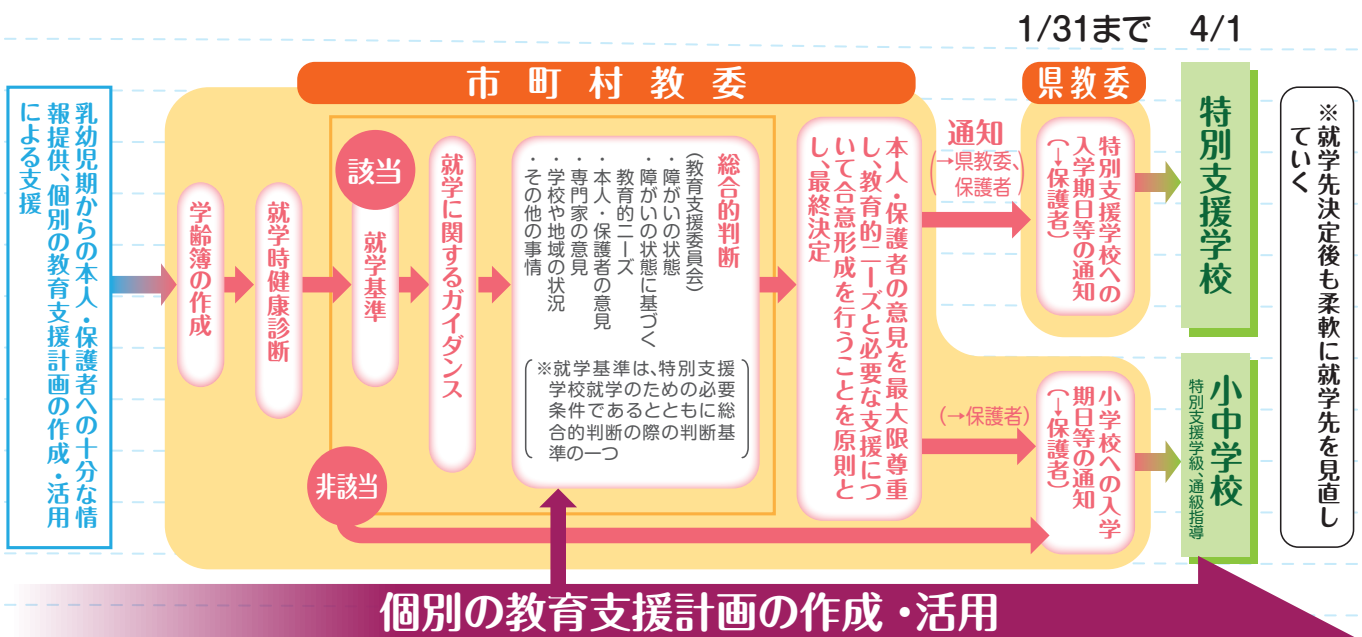 1/31まで
4/1
市町村教委
県教委
乳幼児期からの本人・保護者への十分な情
報提供、個別の教育支援計画の作成・活用
による支援
学齢簿の作成
就学時健康診断
該当
就学基準
非該当
就学に関するガイダンス
総合的判断
(教育支援委員会)
・障がいの状態
・障がいの状態に基づく
教育的ニーズ
・本人・保護者の意見
・専門家の意見
・学校や地域の状況
・その他の事情
※就学基準は、特別支援
学校就学のための必要
条件であるとともに総
合的判断の際の判断基
準の一つ
本人・保護者の意見を最大限尊重
し、教育的ニーズと必要な支援につ
いて合意形成を行うことを原則と
し、最終決定
通知
(→県教委、
保護者)
(→保護者)
特別支援学校への
入学期日等の通知
(→保護者)
小学校への入学
期日等の通知
(→保護者)
特別支援学校
小中学校
特別支援学級、通級指導
※就学先決定後も柔軟に就学先を見直し
ていく
個別の教育支援計画の作成・活用